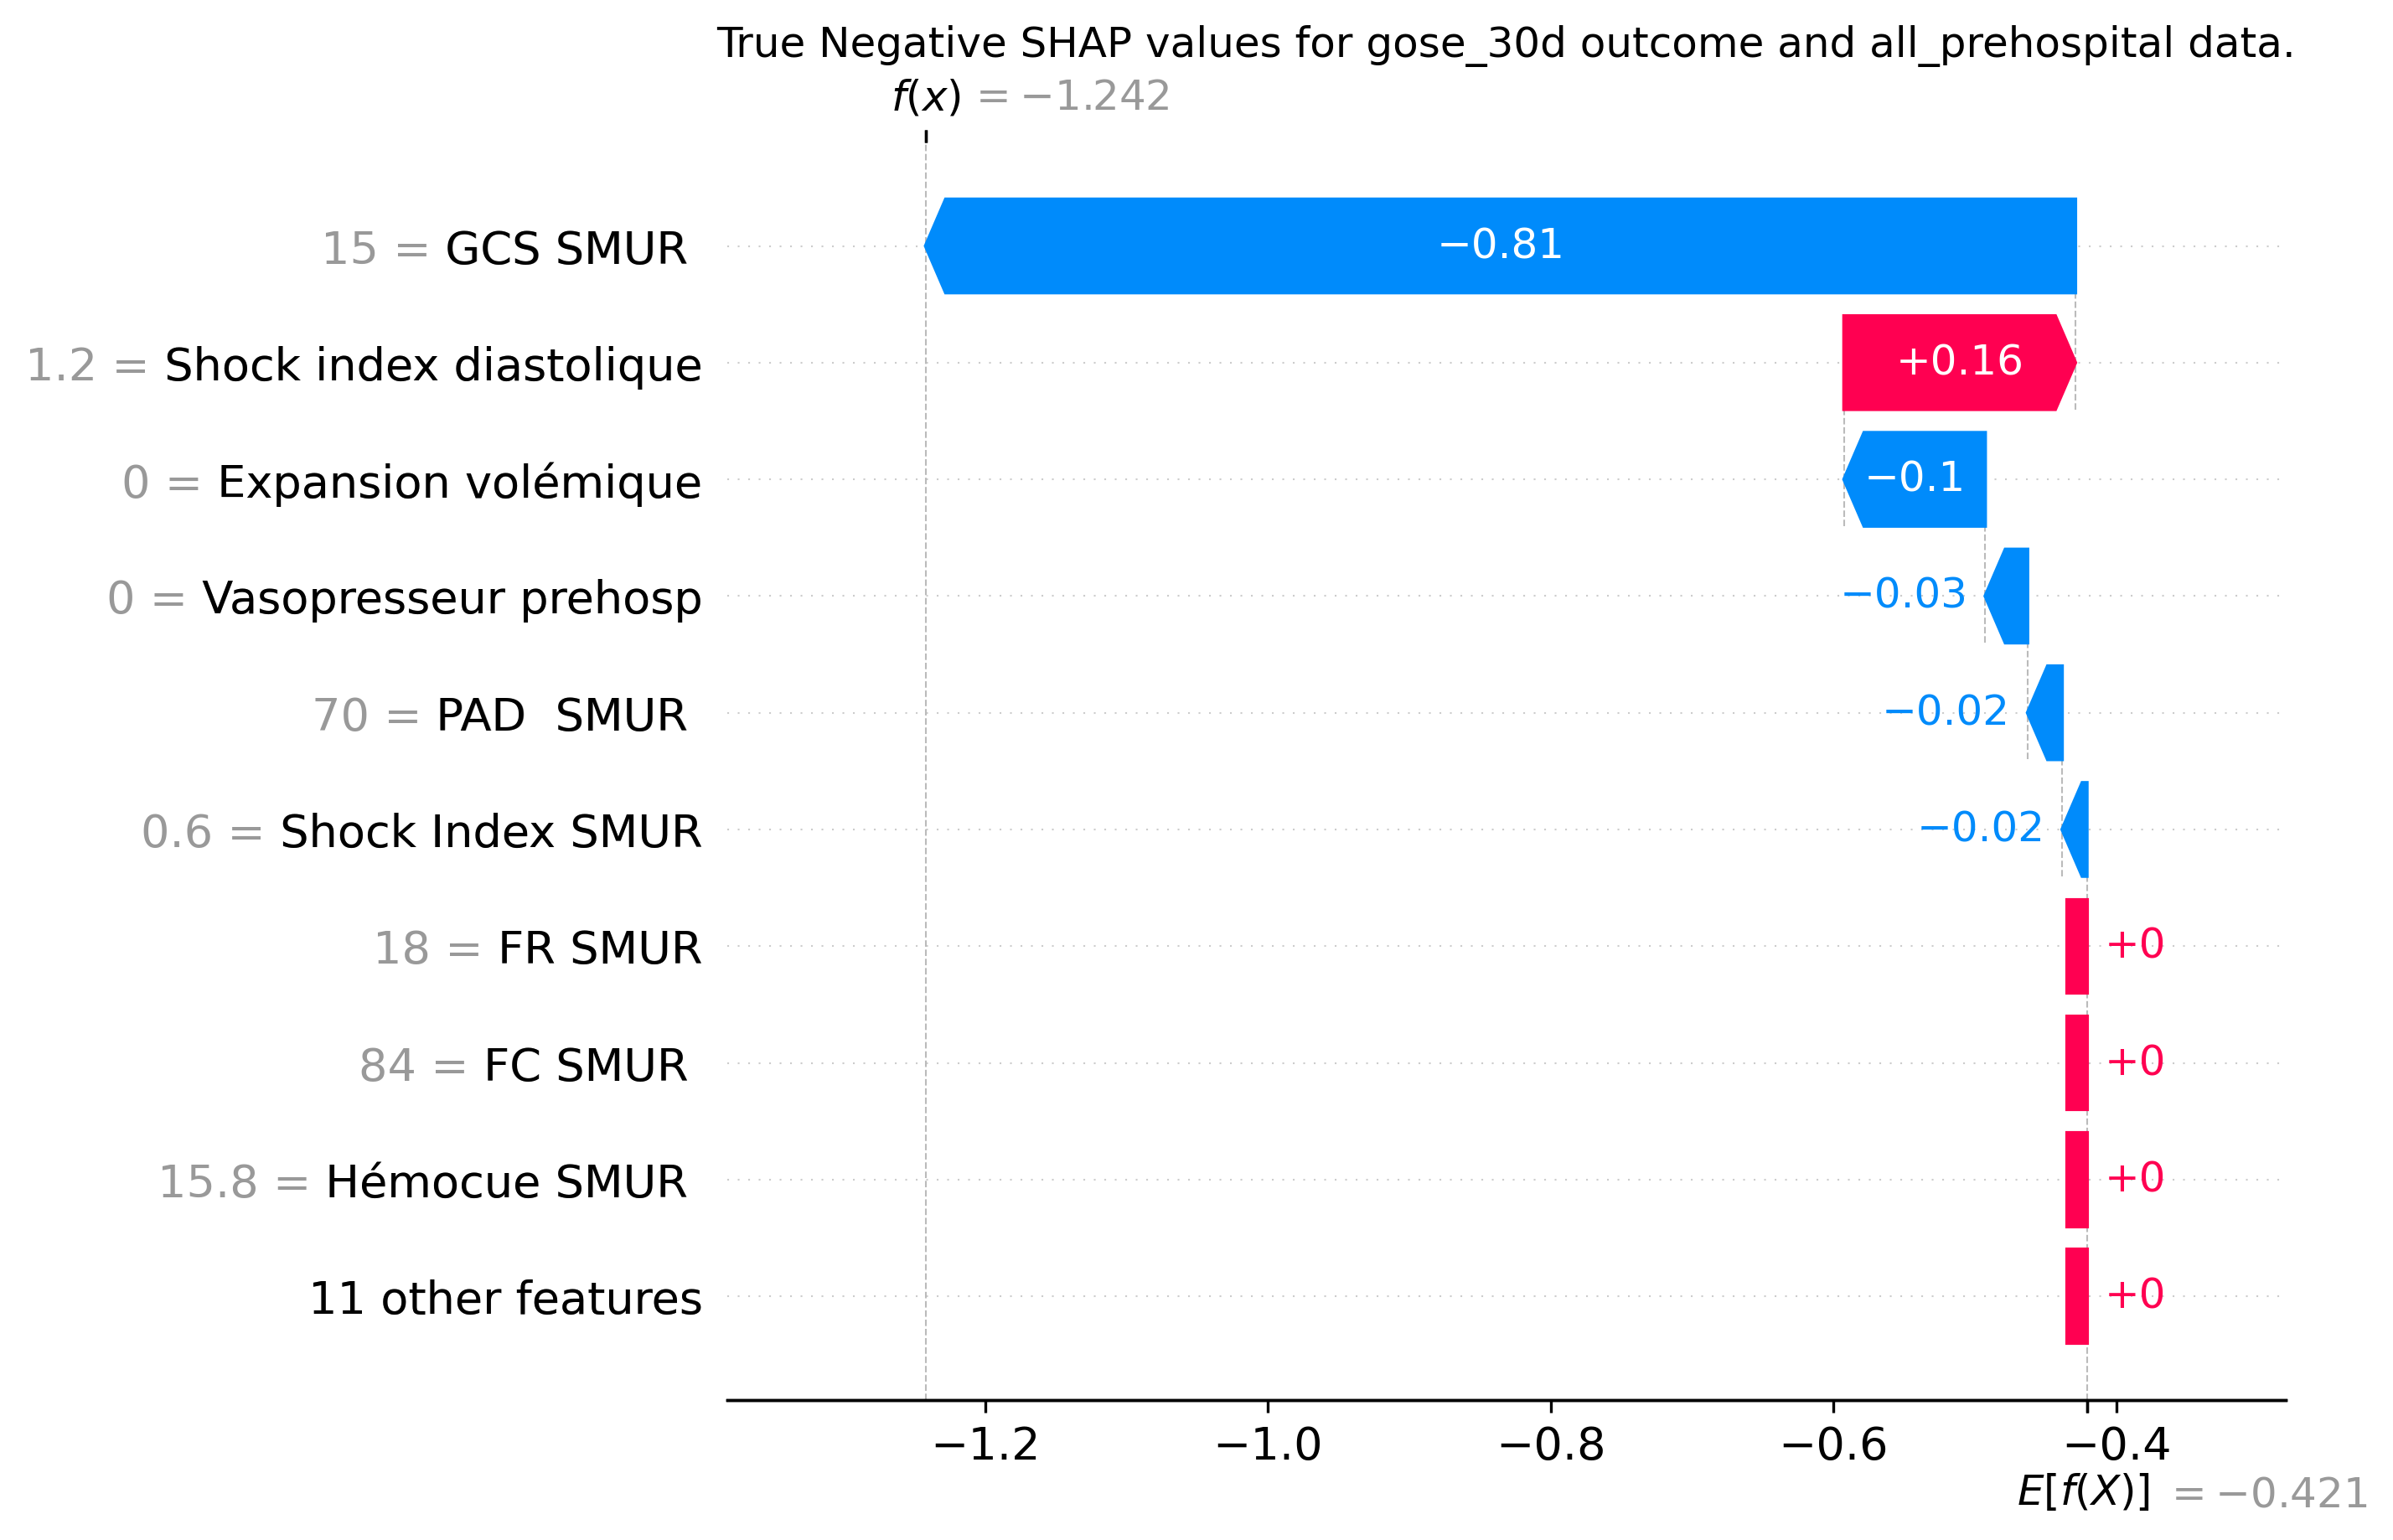 True Negative SHAP values for gose_30d outcome and all_prehospital data.
f(x) = −1.242
15 = GCS SMUR −0.81
1.2 = Shock index diastolique +0.16
0 = Expansion volémique −0.1
0 = Vasopresseur prehosp −0.03
70 = PAD  SMUR −0.02
0.6 = Shock Index SMUR −0.02
18 = FR SMUR +0
84 = FC SMUR +0
15.8 = Hémocue SMUR +0
11 other features +0
−1.2 −1.0 −0.8 −0.6 −0.4
E[f(X)] = −0.421